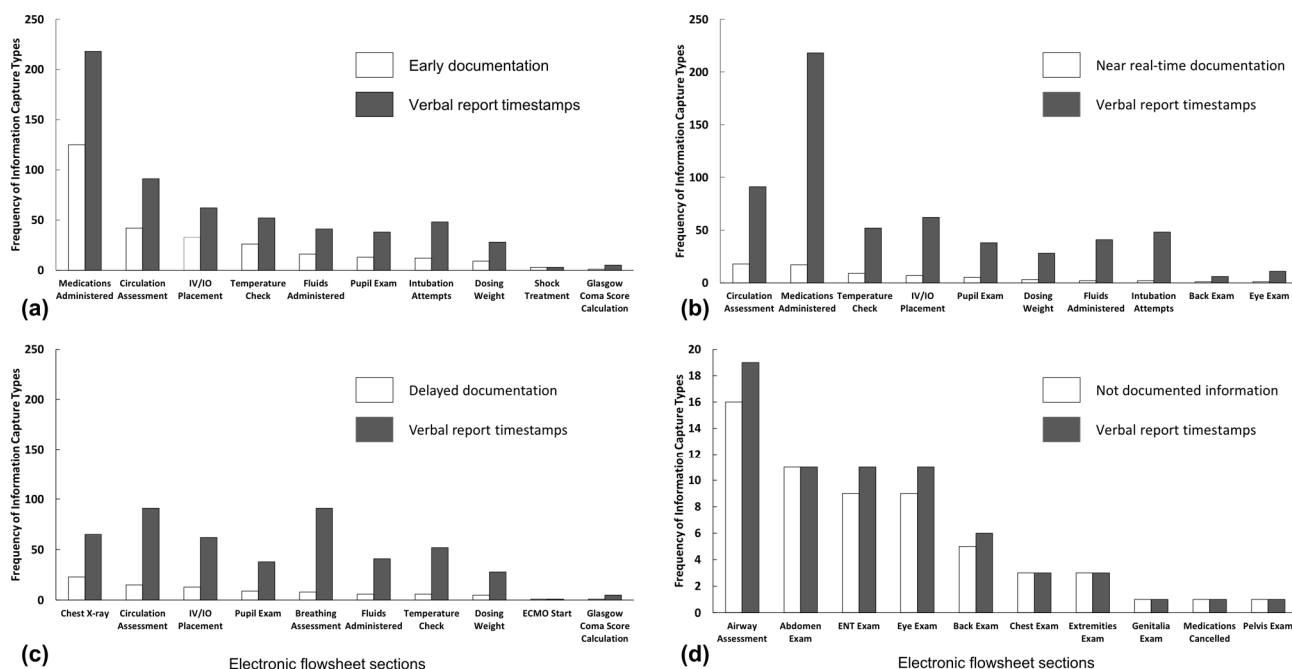 Frequency of Information Capture Types
250
200
150
100
50
0
Early documentation
Verbal report timestamps
Medications Administered
Circulation Assessment
IV/IO Placement
Temperature Check
Fluids Administered
Pupil Exam
Intubation Attempts
Dosing Weight
Shock Treatment
Glasgow Coma Score Calculation
(a)
Frequency of Information Capture Types
250
200
150
100
50
0
Near real-time documentation
Verbal report timestamps
Circulation Assessment
Medications Administered
Temperature Check
IV/IO Placement
Pupil Exam
Dosing Weight
Fluids Administered
Intubation Attempts
Back Exam
Eye Exam
(b)
Frequency of Information Capture Types
250
200
150
100
50
0
Delayed documentation
Verbal report timestamps
Chest X-ray
Circulation Assessment
IV/IO Placement
Pupil Exam
Breathing Assessment
Fluids Administered
Temperature Check
Dosing Weight
ECMO Start
Glasgow Coma Score Calculation
(c)
Electronic flowsheet sections
Frequency of Information Capture Types
20
18
16
14
12
10
8
6
4
2
0
Not documented information
Verbal report timestamps
Airway Assessment
Abdomen Exam
ENT Exam
Eye Exam
Back Exam
Chest Exam
Extremities Exam
Genitalia Exam
Medications Cancelled
Pelvis Exam
(d)
Electronic flowsheet sections